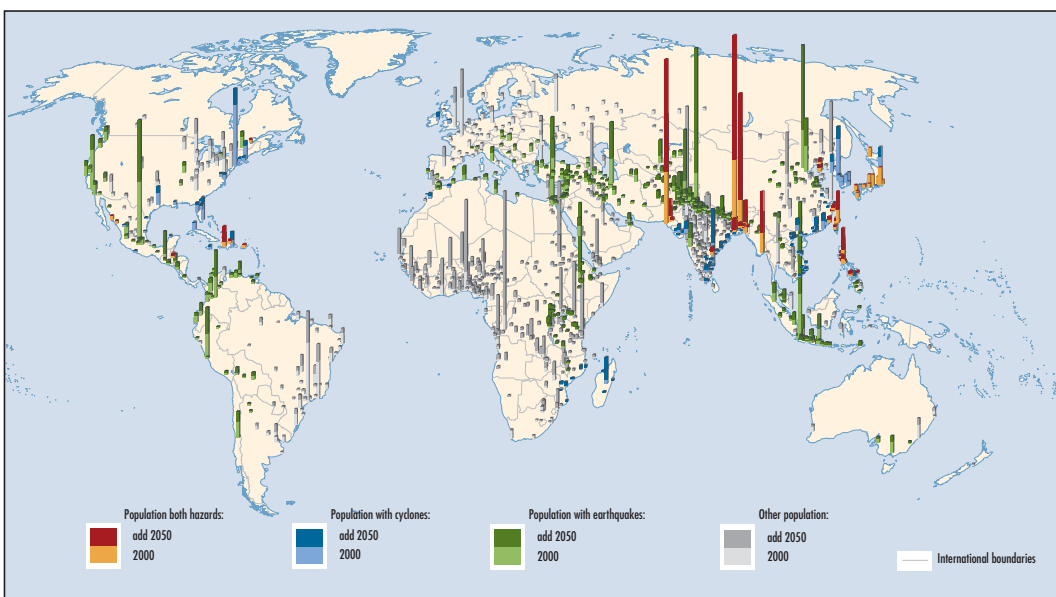 Population both hazards:
add 2050
2000
Population with cyclones:
add 2050
2000
Population with earthquakes:
add 2050
2000
Other population:
add 2050
2000
International boundaries